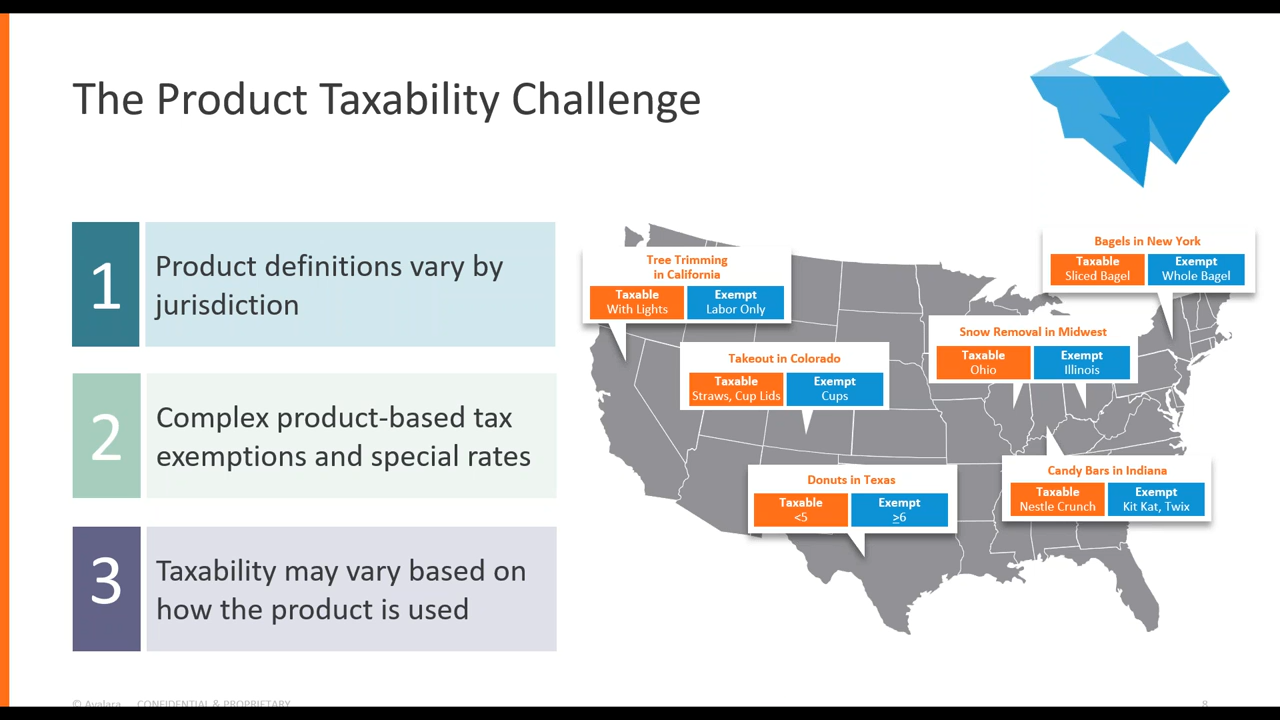 The Product Taxability Challenge
1
Product definitions vary by
jurisdiction
2
Complex product-based tax
exemptions and special rates
3
Taxability may vary based on
how the product is used
Tree Trimming
in California
Taxable
With Lights
Exempt
Labor Only
Bagels in New York
Taxable
Sliced Bagel
Exempt
Whole Bagel
Snow Removal in Midwest
Taxable
Ohio
Exempt
Illinois
Takeout in Colorado
Taxable
Straws, Cup Lids
Exempt
Cups
Donuts in Texas
Taxable
<5
Exempt
≥6
Candy Bars in Indiana
Taxable
Nestle Crunch
Exempt
Kit Kat, Twix
© Avalara CONFIDENTIAL & PROPRIETARY
8